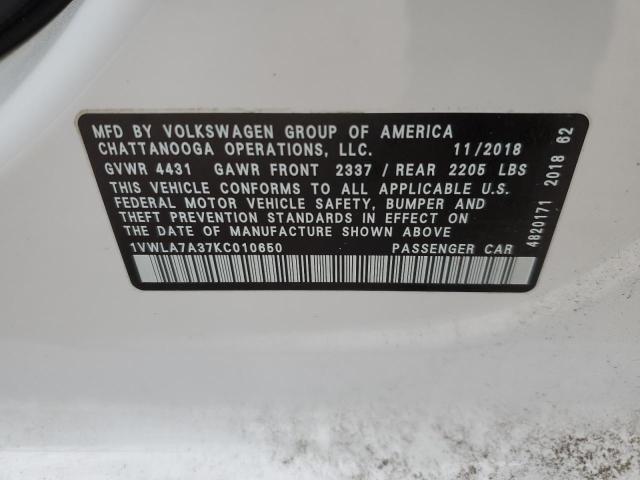 MFD BY VOLKSWAGEN GROUP OF AMERICA
CHATTANOOGA OPERATIONS, LLC. 11/2018
GVWR 4431 GAWR FRONT 2337 / REAR 2205 LBS
THIS VEHICLE CONFORMS TO ALL APPLICABLE U.S.
FEDERAL MOTOR VEHICLE SAFETY, BUMPER AND
THEFT PREVENTION STANDARDS IN EFFECT ON
THE DATE OF MANUFACTURE SHOWN ABOVE
1VWLA7A37KC010650 PASSENGER CAR
4820171 2018 62